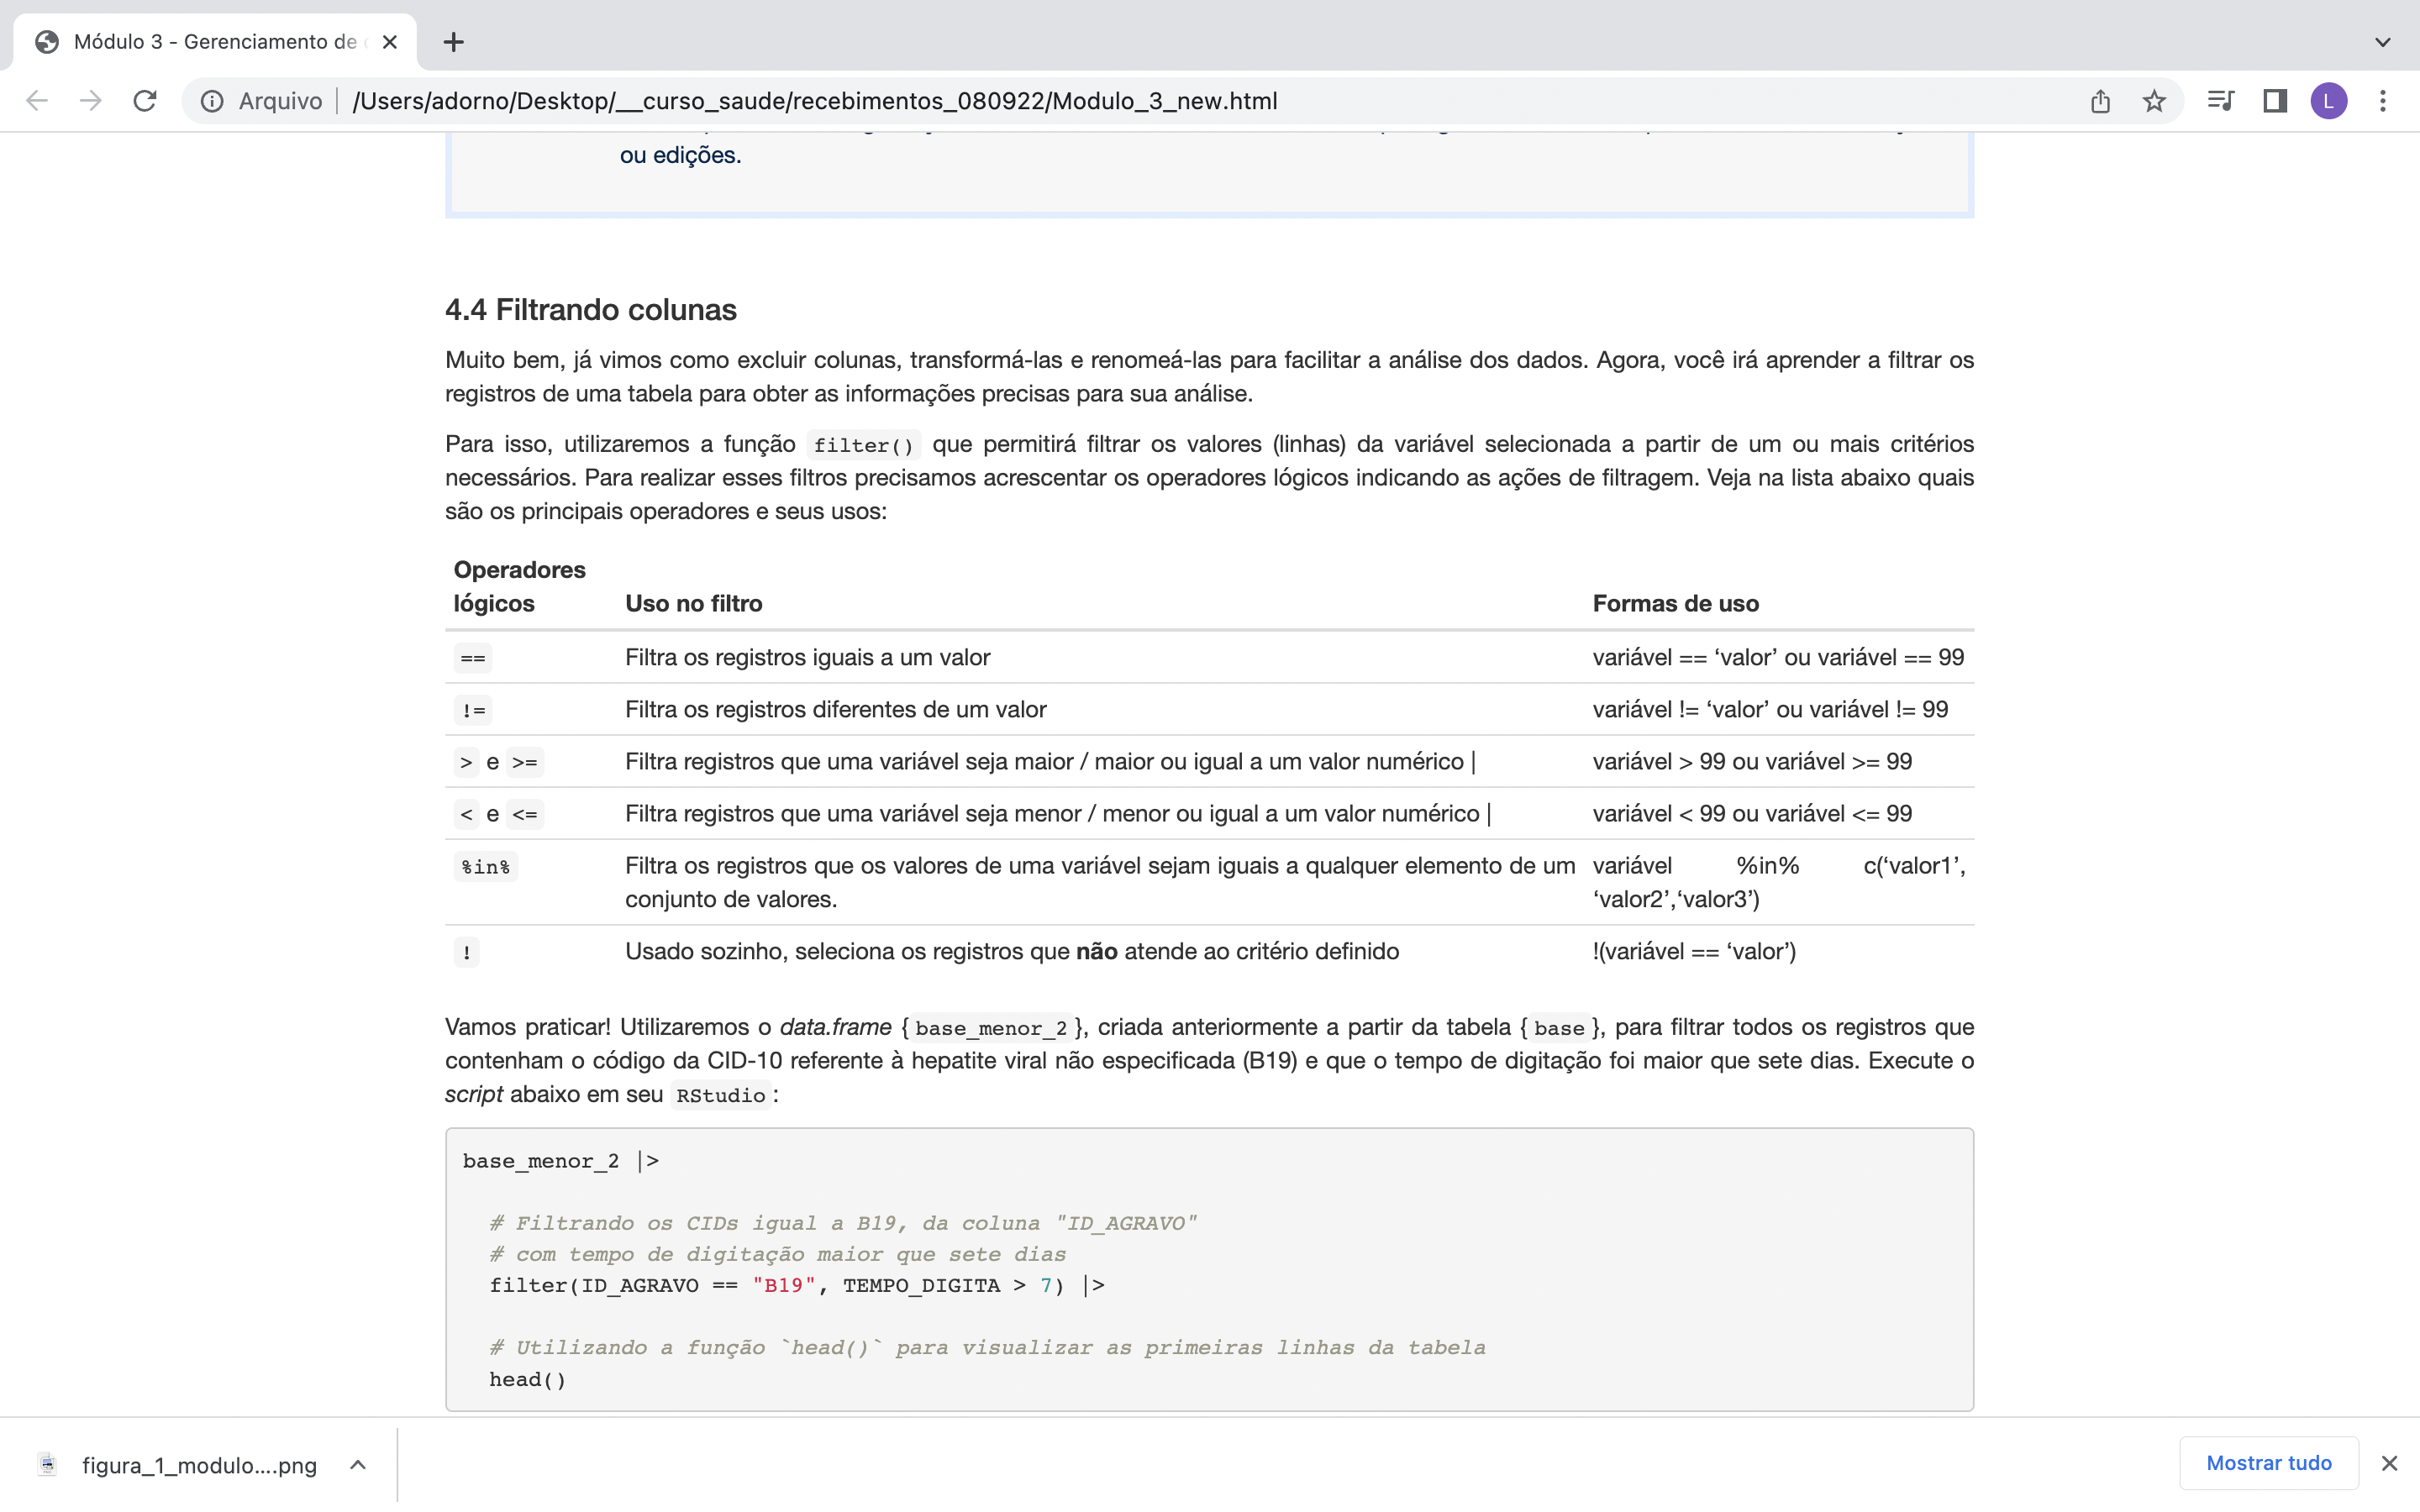 Módulo 3 - Gerenciamento de
Arquivo | /Users/adorno/Desktop/__curso_saude/recebimentos_080922/Modulo_3_new.html
L
ou edições.
4.4 Filtrando colunas
Muito bem, já vimos como excluir colunas, transformá-las e renomeá-las para facilitar a análise dos dados. Agora, você irá aprender a filtrar os
registros de uma tabela para obter as informações precisas para sua análise.
Para isso, utilizaremos a função filter() que permitirá filtrar os valores (linhas) da variável selecionada a partir de um ou mais critérios
necessários. Para realizar esses filtros precisamos acrescentar os operadores lógicos indicando as ações de filtragem. Veja na lista abaixo quais
são os principais operadores e seus usos:
Operadores
lógicos Uso no filtro Formas de uso
== Filtra os registros iguais a um valor variável == ‘valor’ ou variável == 99
!= Filtra os registros diferentes de um valor variável != ‘valor’ ou variável != 99
> e >= Filtra registros que uma variável seja maior / maior ou igual a um valor numérico | variável > 99 ou variável >= 99
< e <= Filtra registros que uma variável seja menor / menor ou igual a um valor numérico | variável < 99 ou variável <= 99
%in% Filtra os registros que os valores de uma variável sejam iguais a qualquer elemento de um variável %in% c(‘valor1’,
conjunto de valores. ‘valor2’,‘valor3’)
! Usado sozinho, seleciona os registros que não atende ao critério definido !(variável == ‘valor’)
Vamos praticar! Utilizaremos o data.frame {base_menor_2}, criada anteriormente a partir da tabela {base}, para filtrar todos os registros que
contenham o código da CID-10 referente à hepatite viral não especificada (B19) e que o tempo de digitação foi maior que sete dias. Execute o
script abaixo em seu RStudio:
base_menor_2 |>
# Filtrando os CIDs igual a B19, da coluna "ID_AGRAVO"
# com tempo de digitação maior que sete dias
filter(ID_AGRAVO == "B19", TEMPO_DIGITA > 7) |>
# Utilizando a função `head()` para visualizar as primeiras linhas da tabela
head()
figura_1_modulo....png
Mostrar tudo